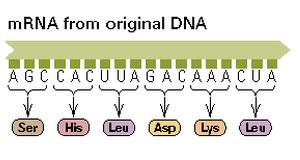 mRNA from original DNA
A G C C A C U U A G A C A A A C U A
Ser His Leu Asp Lys Leu